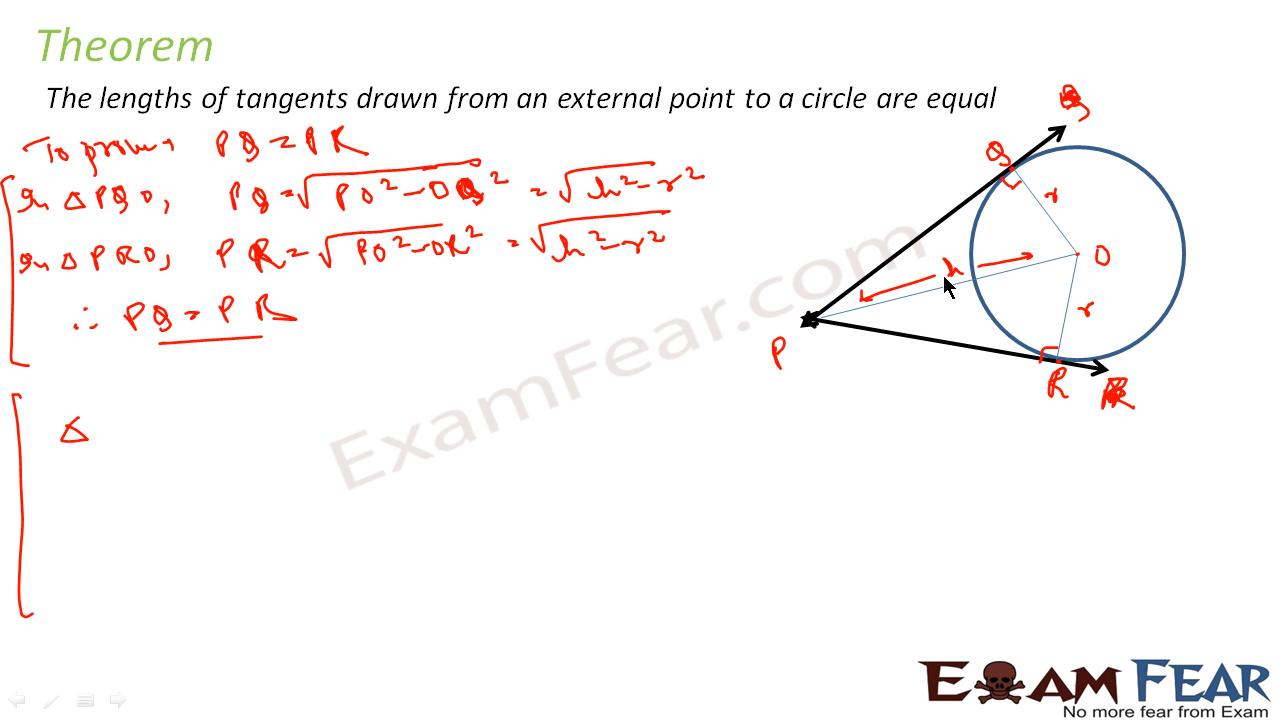 Theorem
The lengths of tangents drawn from an external point to a circle are equal
To prove PQ = PR
In Δ PQO, PQ = √(PO² - OQ²) = √(h² - r²)
In Δ PRO, PR = √(PO² - OR²) = √(h² - r²)
∴ PQ = PR
Δ
Q
r
h
O
r
P
R
ExamFear.com
EXAM FEAR
No more fear from Exam